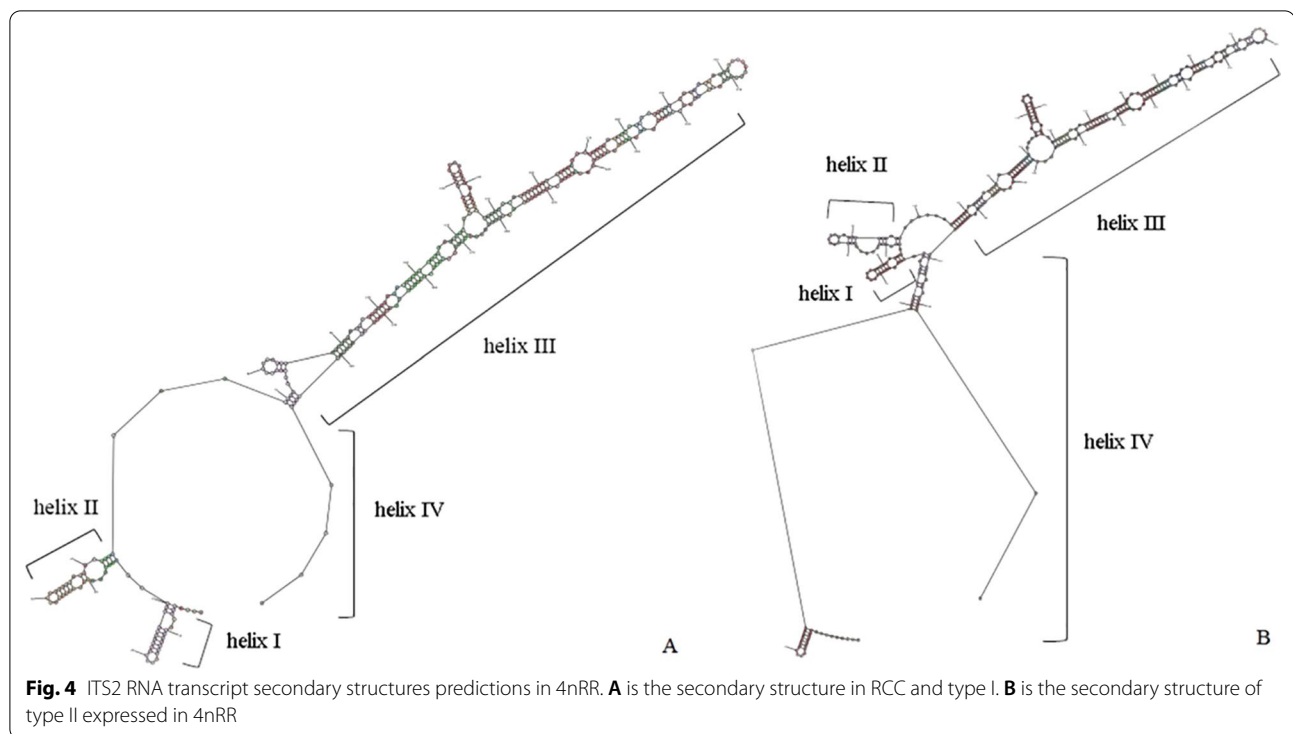 helix II
helix III
helix I
helix III
helix IV
helix II
helix IV
helix I
A
B
Fig. 4 ITS2 RNA transcript secondary structures predictions in 4nRR. A is the secondary structure in RCC and type I. B is the secondary structure of
type II expressed in 4nRR